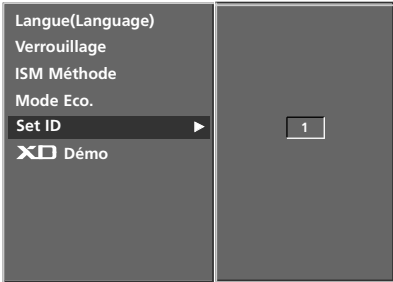 Langue(Language)
Verrouillage
ISM Méthode
Mode Eco.
Set ID
1
XD Démo